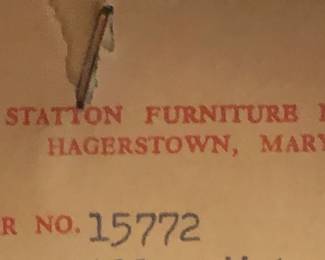 STATTON FURNITURE
HAGERSTOWN, MARY
R NO. 15772